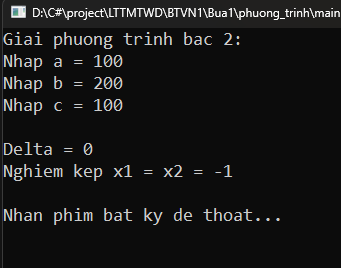 D:\C#\project\LTTMTWD\BTVN1\Bua1\phuong_trinh\main
Giai phuong trinh bac 2:
Nhap a = 100
Nhap b = 200
Nhap c = 100
Delta = 0
Nghiem kep x1 = x2 = -1
Nhan phim bat ky de thoat...